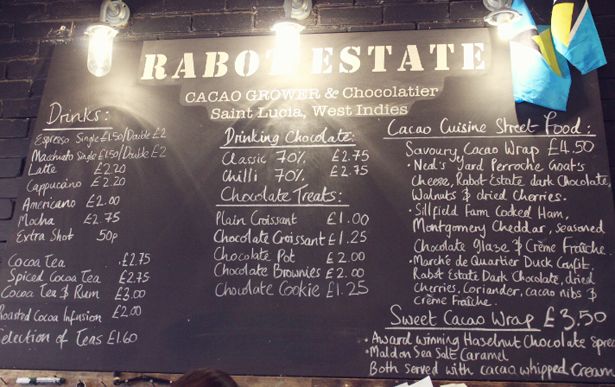 RABOT ESTATE
CACAO GROWER & Chocolatier
Saint Lucia, West Indies
Drinks:
Espresso Single £1.50/Double £2
Macchiato Single £1.50/Double £2
Latte £2.20
Cappuccino £2.20
Americano £2.00
Mocha £2.75
Extra Shot 50p
Cocoa Tea £2.75
Spiced Cocoa Tea £2.75
Cocoa Tea & Rum £3.00
Roasted Cocoa Infusion £2.00
Selection of Teas £1.60
Drinking Chocolate:
Classic 70% £2.75
Chilli 70% £2.75
Chocolate Treats:
Plain Croissant £1.00
Chocolate Croissant £1.25
Chocolate Pot £2.00
Chocolate Brownies £2.00
Chocolate Cookie £1.25
Cacao Cuisine Street Food:
Savoury Cacao Wrap £4.50
• Neal's Yard Perroche Goat's
Cheese, Rabot Estate dark Chocolate
Walnuts & dried Cherries.
• Sillfield Farm Cooked Ham,
Montgomery Cheddar, seasoned
Chocolate glaze & Crème Fraîche
• Marché de Quartier Duck Confit,
Rabot Estate Dark Chocolate, dried
Cherries, Coriander, cacao nibs &
Crème Fraîche.
Sweet Cacao Wrap £3.50
• Award winning Hazelnut Chocolate Sprea
• Maldon Sea Salt Caramel
Both served with cacao whipped Cream